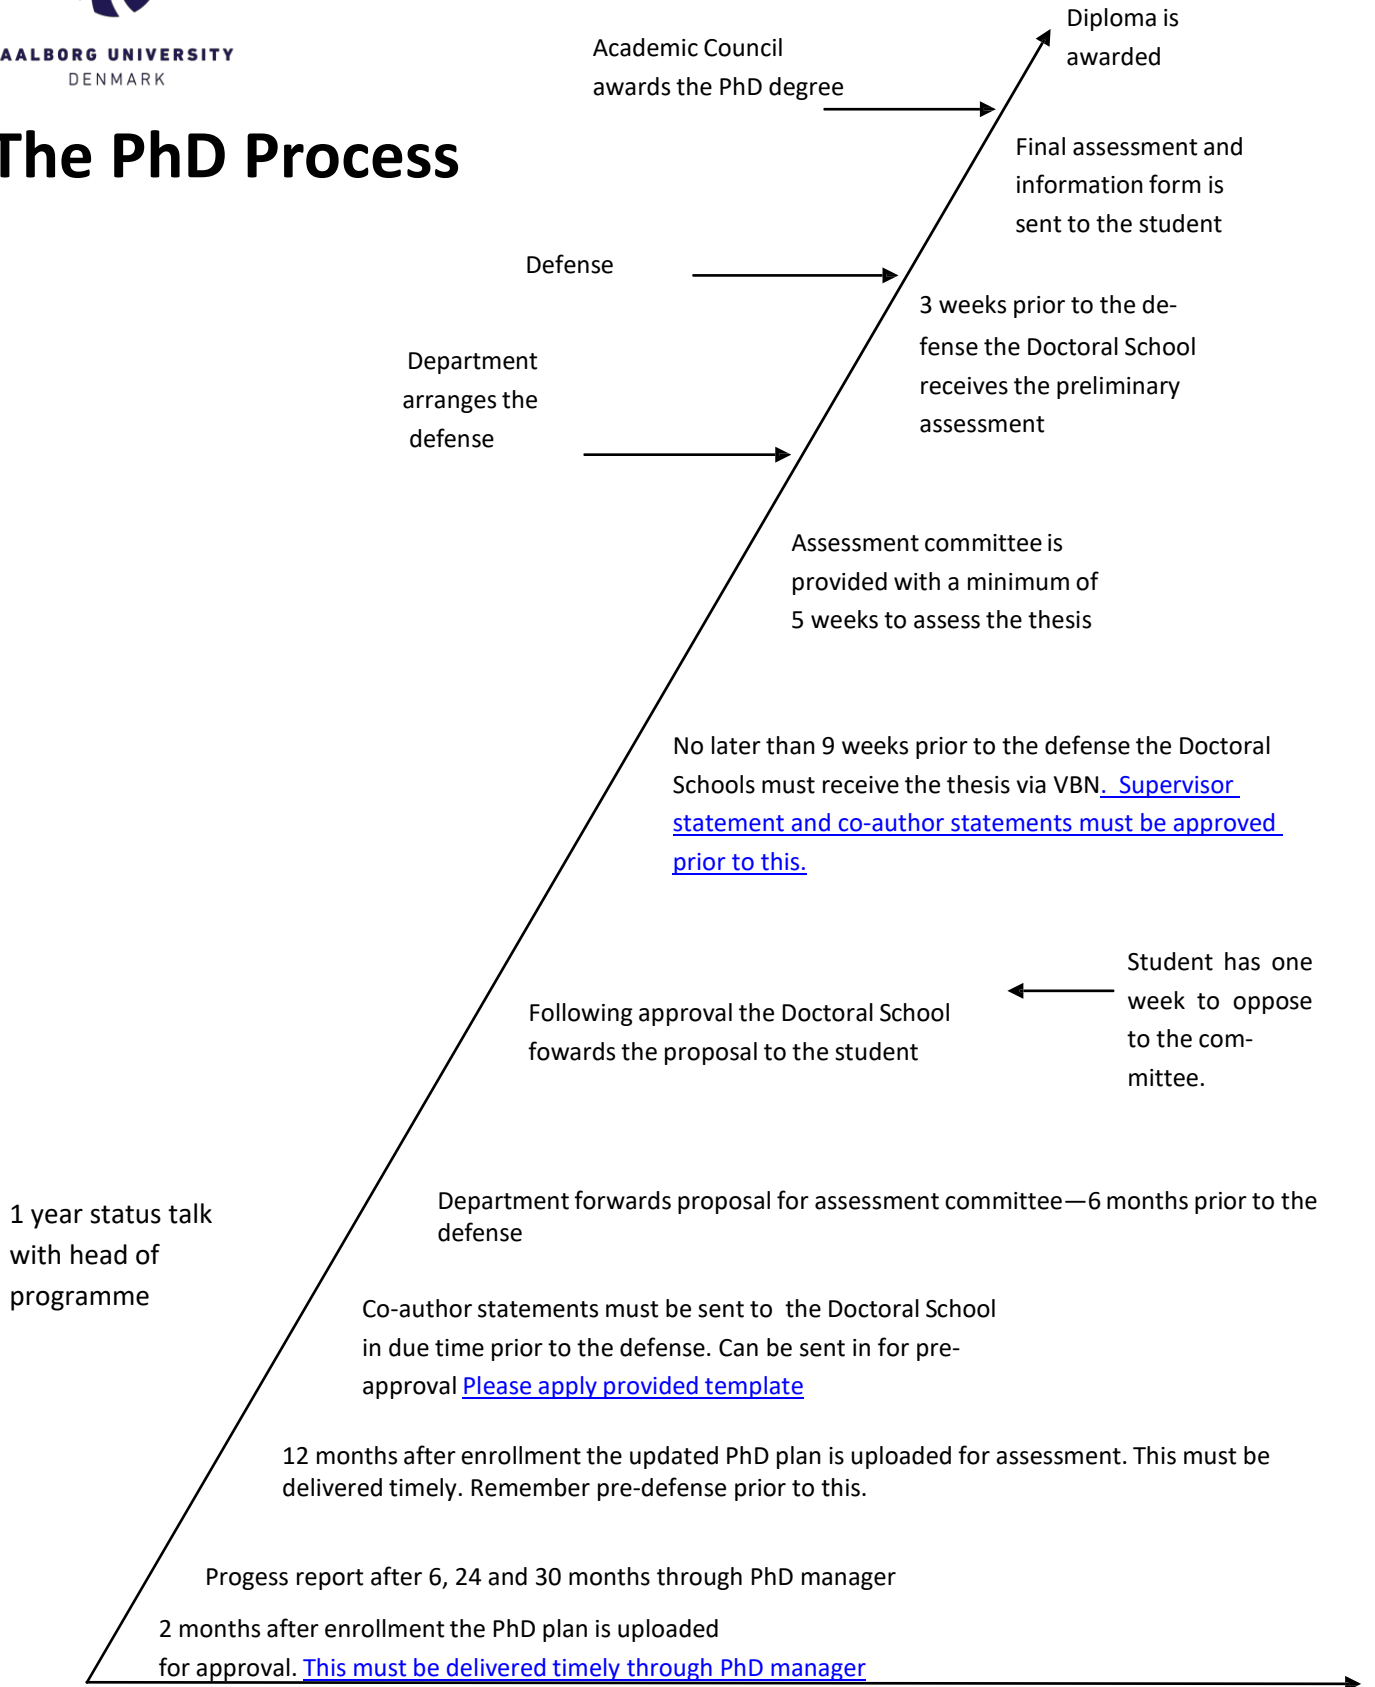 AALBORG UNIVERSITY
DENMARK
The PhD Process
Diploma is
awarded
Academic Council
awards the PhD degree
Final assessment and
information form is
sent to the student
Defense
3 weeks prior to the de-
fense the Doctoral School
receives the preliminary
assessment
Department
arranges the
defense
Assessment committee is
provided with a minimum of
5 weeks to assess the thesis
No later than 9 weeks prior to the defense the Doctoral
Schools must receive the thesis via VBN. Supervisor
statement and co-author statements must be approved
prior to this.
Student has one
week to oppose
to the com-
mittee.
Following approval the Doctoral School
fowards the proposal to the student
Department forwards proposal for assessment committee—6 months prior to the
defense
1 year status talk
with head of
programme
Co-author statements must be sent to the Doctoral School
in due time prior to the defense. Can be sent in for pre-
approval Please apply provided template
12 months after enrollment the updated PhD plan is uploaded for assessment. This must be
delivered timely. Remember pre-defense prior to this.
Progess report after 6, 24 and 30 months through PhD manager
2 months after enrollment the PhD plan is uploaded
for approval. This must be delivered timely through PhD manager